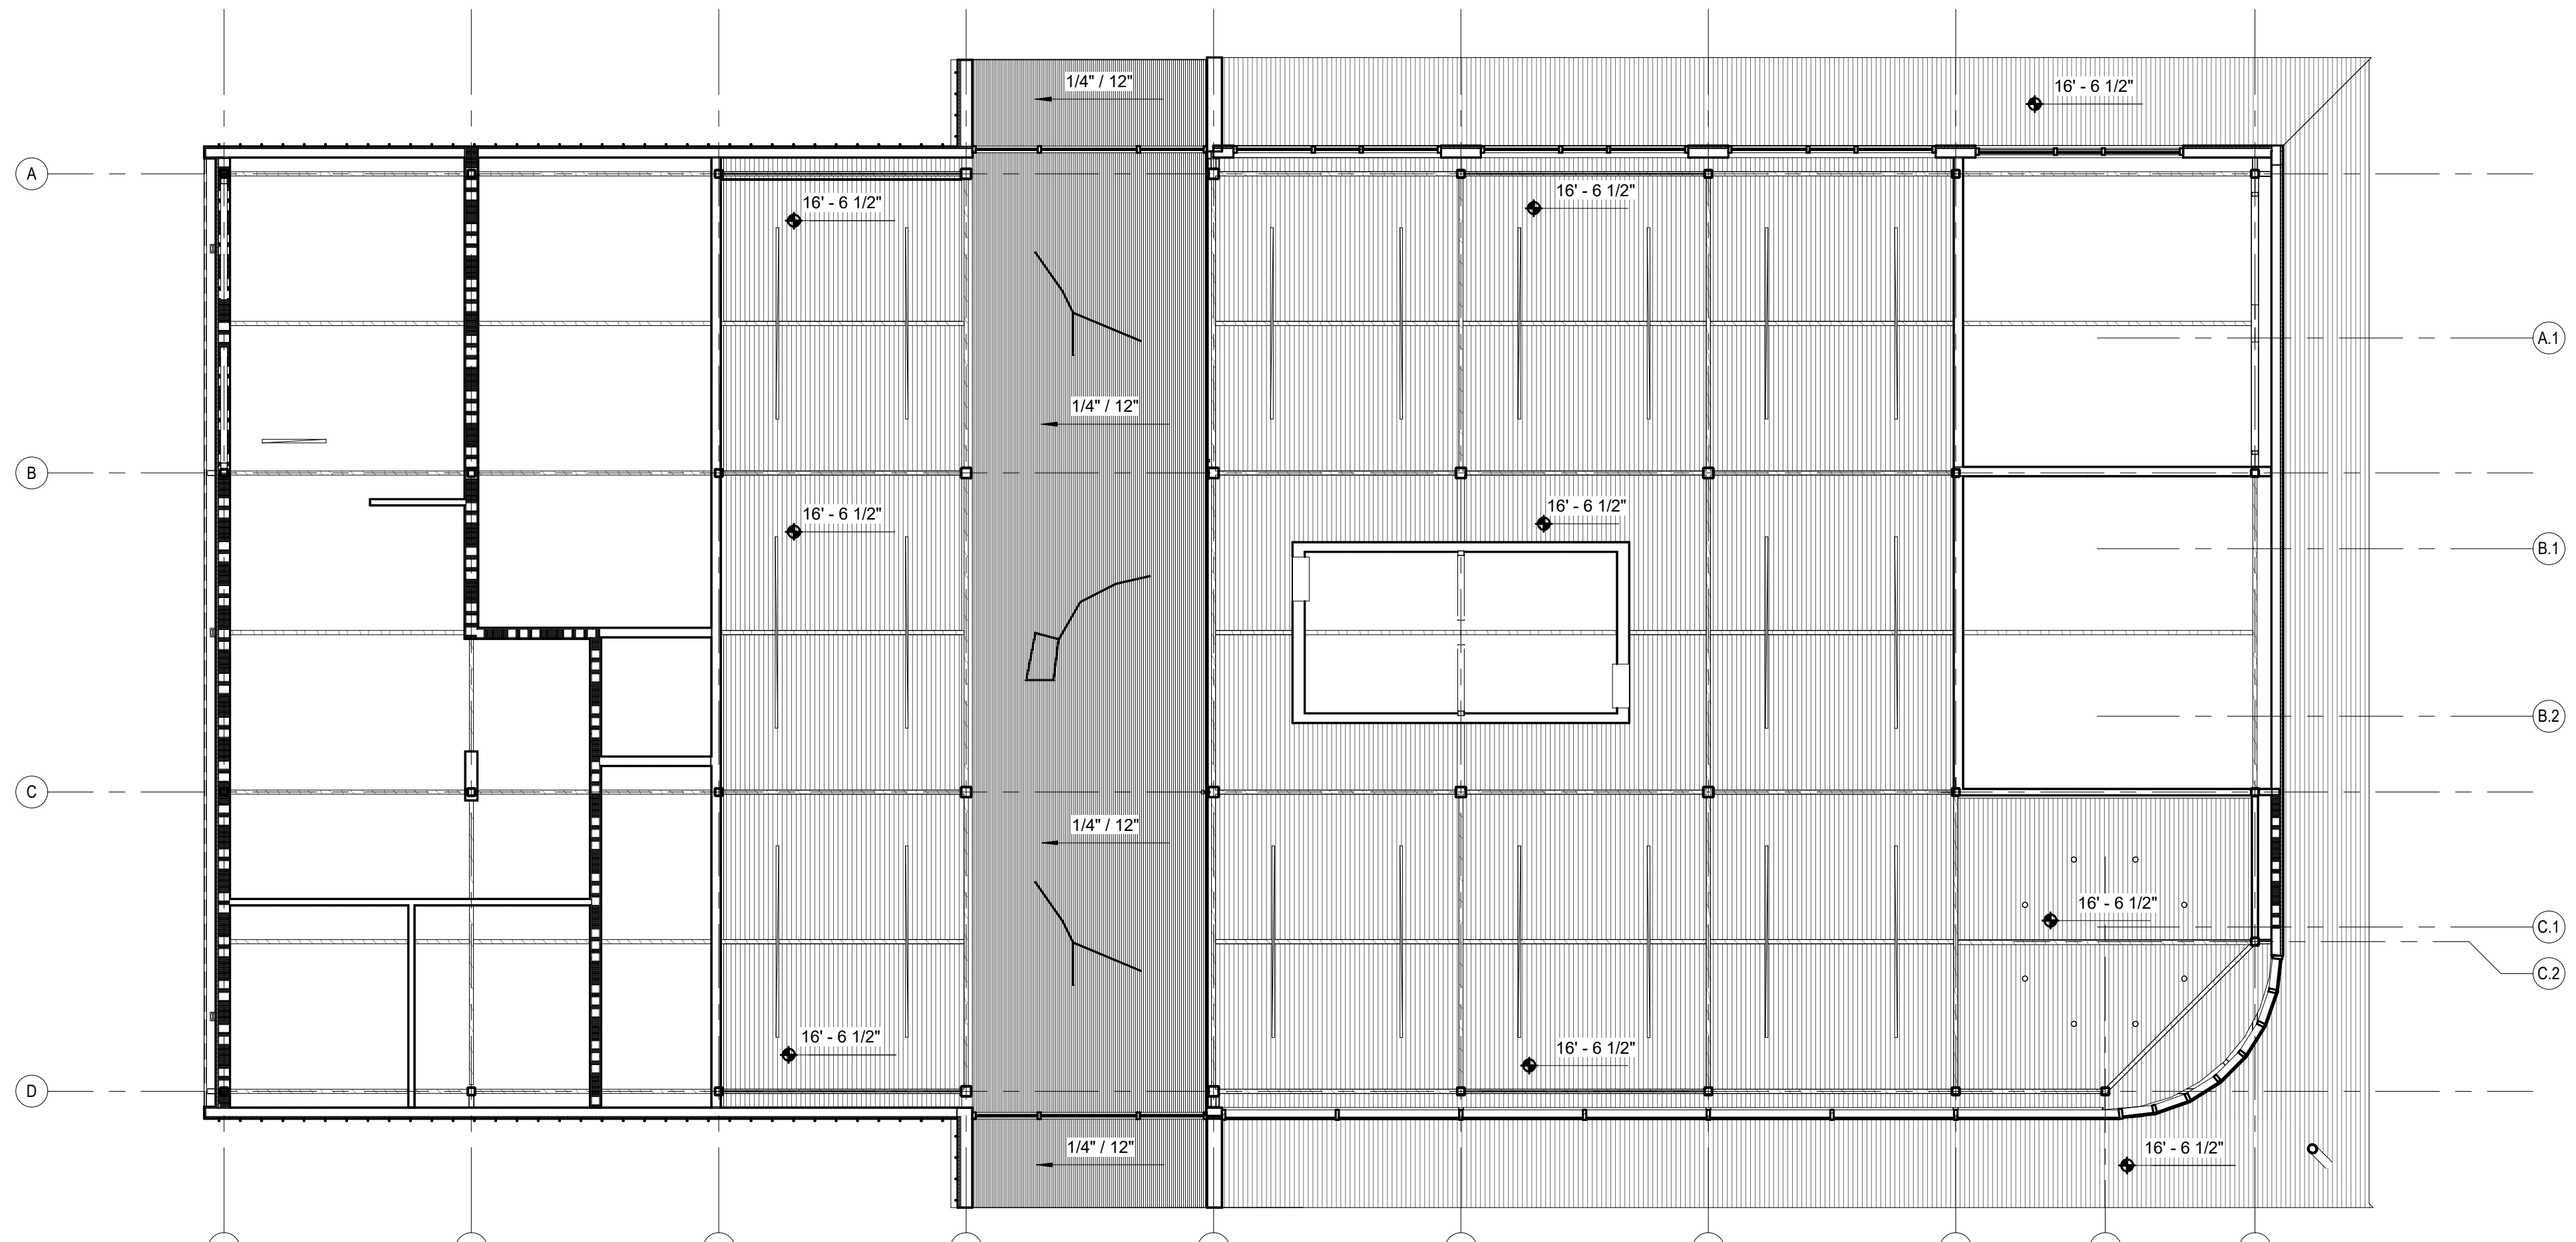 1/4" / 12"
16' - 6 1/2"
A
16' - 6 1/2"
16' - 6 1/2"
A.1
1/4" / 12"
B
16' - 6 1/2"
16' - 6 1/2"
B.1
B.2
C
1/4" / 12"
16' - 6 1/2"
C.1
C.2
16' - 6 1/2"
16' - 6 1/2"
D
1/4" / 12"
16' - 6 1/2"